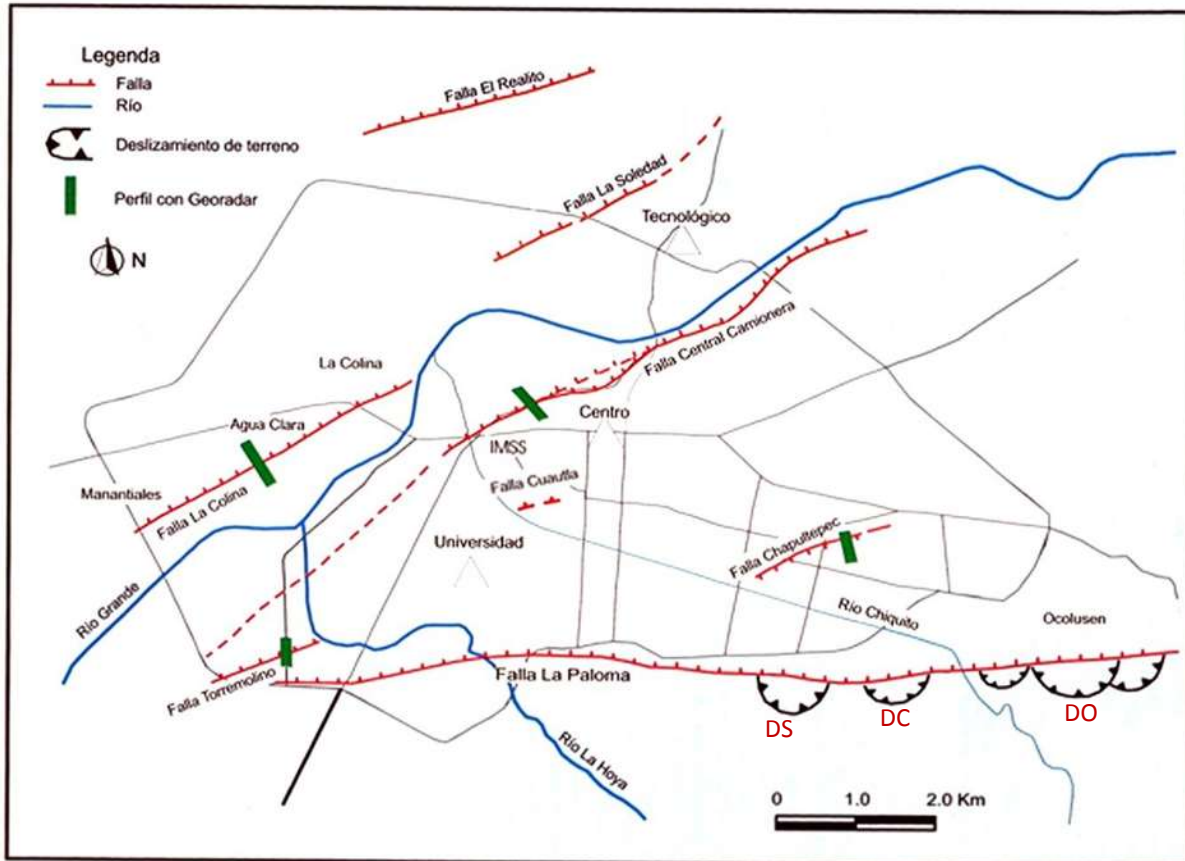 Legenda
Falla
Río
Deslizamiento de terreno
Perfil con Georadar
N
Falla El Realito
Falla La Soledad
Tecnológico
Falla Central Camionera
La Colina
Agua Clara
Centro
IMSS
Manantiales
Falla La Colina
Falla Cuautla
Universidad
Falla Chapultepec
Río Grande
Río Chiquito
Ocolusen
Falla Torremolino
Falla La Paloma
DS
DC
DO
Río La Hoya
0 1.0 2.0 Km